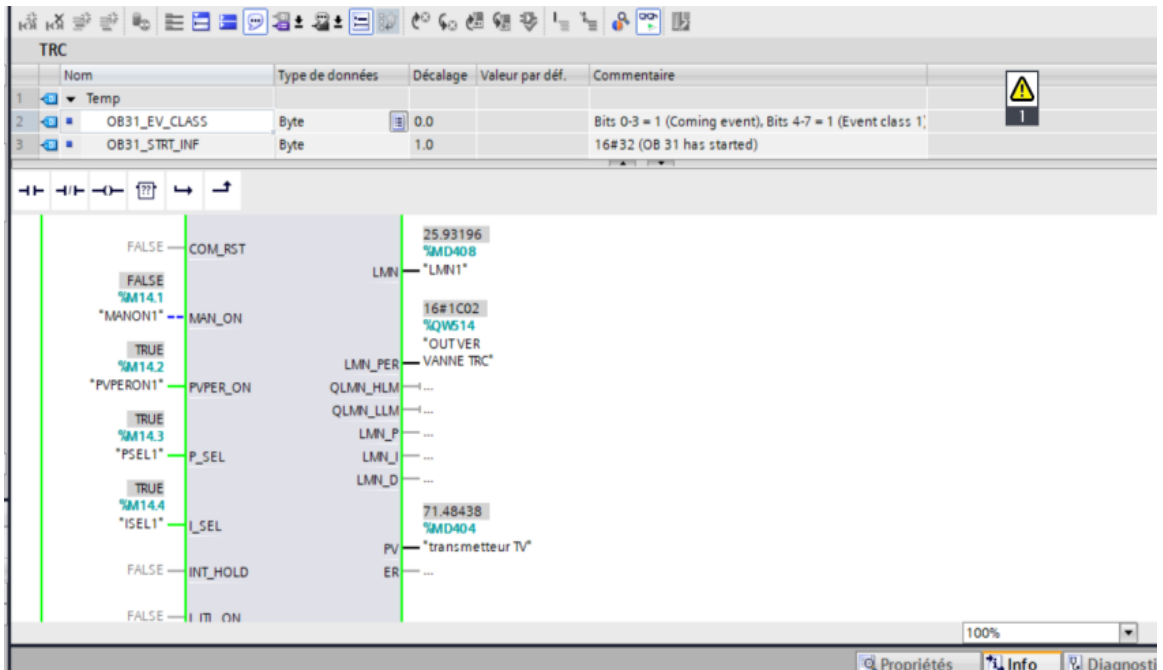 TRC
Nom Type de données Décalage Valeur par déf. Commentaire
1 Temp
2 OB31_EV_CLASS Byte 0.0 Bits 0-3 = 1 (Coming event), Bits 4-7 = 1 (Event class 1)
3 OB31_STRT_INF Byte 1.0 16#32 (OB 31 has started)
1
??
FALSE COM_RST
25.93196
%MD408
LMN "LMN1"
FALSE
%M14.1
"MANON1" MAN_ON
16#1C02
%QW514
"OUTVER
LMN_PER VANNE TRC"
TRUE
%M14.2
"PVPERON1" PVPER_ON
QLMN_HLM ...
QLMN_LLM ...
TRUE
%M14.3
"PSEL1" P_SEL
LMN_P ...
LMN_I ...
LMN_D ...
TRUE
%M14.4
"ISEL1" I_SEL
71.48438
%MD404
PV "transmetteur TV"
FALSE INT_HOLD
ER ...
FALSE I_ITL_ON
100%
Propriétés Info Diagnosti